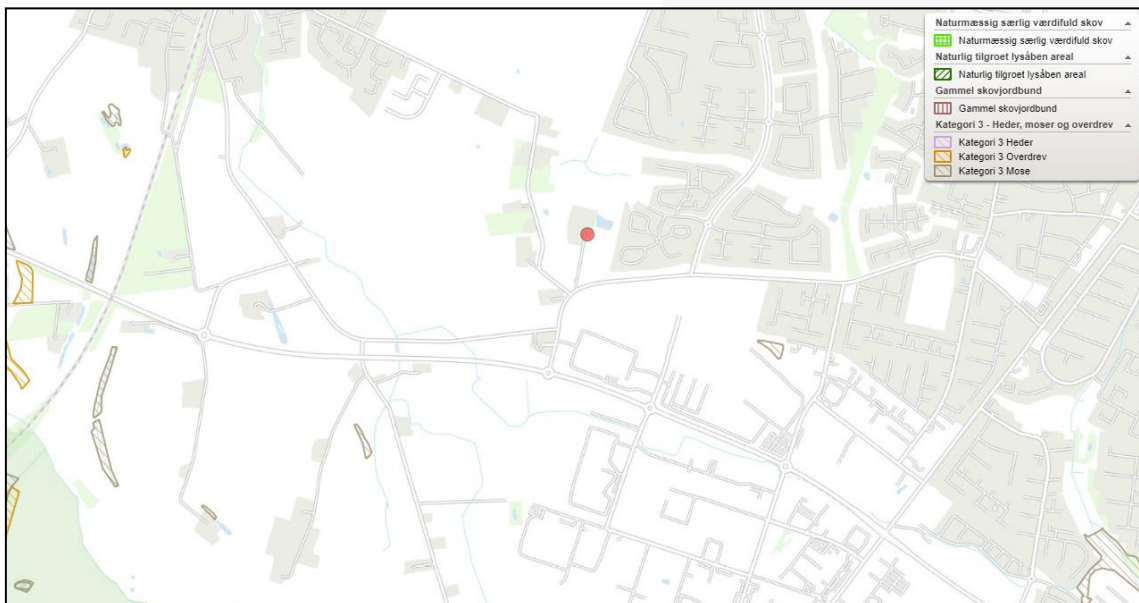 Naturmæssig særlig værdifuld skov
Naturmæssig særlig værdifuld skov
Naturlig tilgroet lysåben areal
Naturlig tilgroet lysåben areal
Gammel skovjordbund
Gammel skovjordbund
Kategori 3 - Heder, moser og overdrev
Kategori 3 Heder
Kategori 3 Overdrev
Kategori 3 Mose